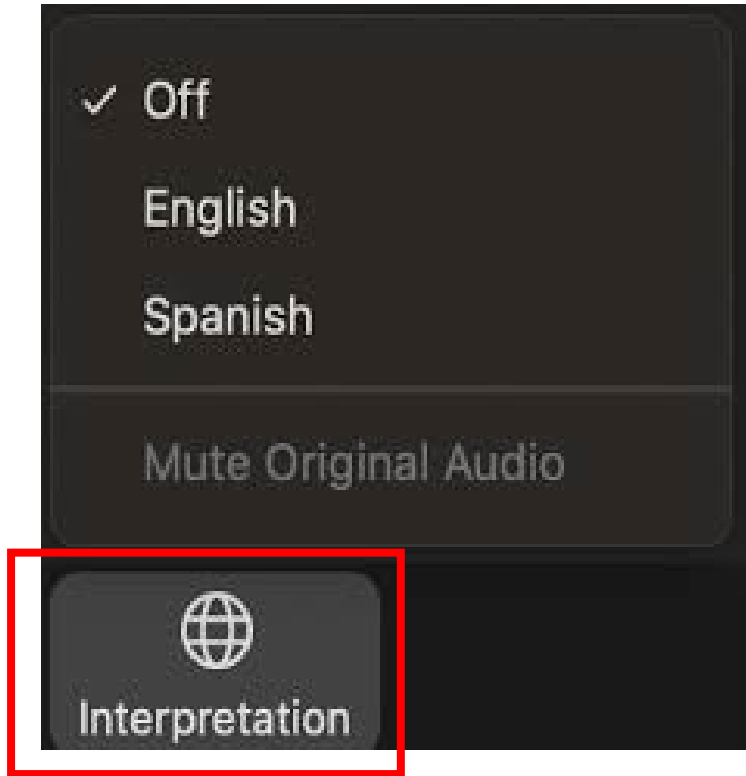 Off
English
Spanish
Mute Original Audio
Interpretation